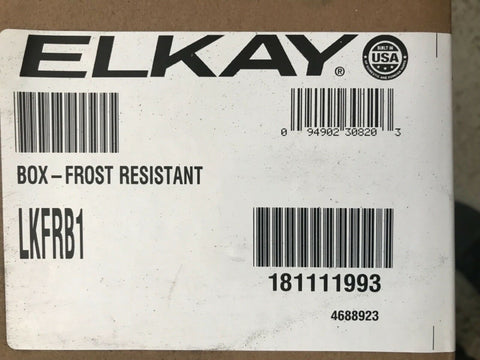 ELKAY®
BUILT IN
USA
0 94902 30820 3
BOX-FROST RESISTANT
LKFRB1
181111993
4688923